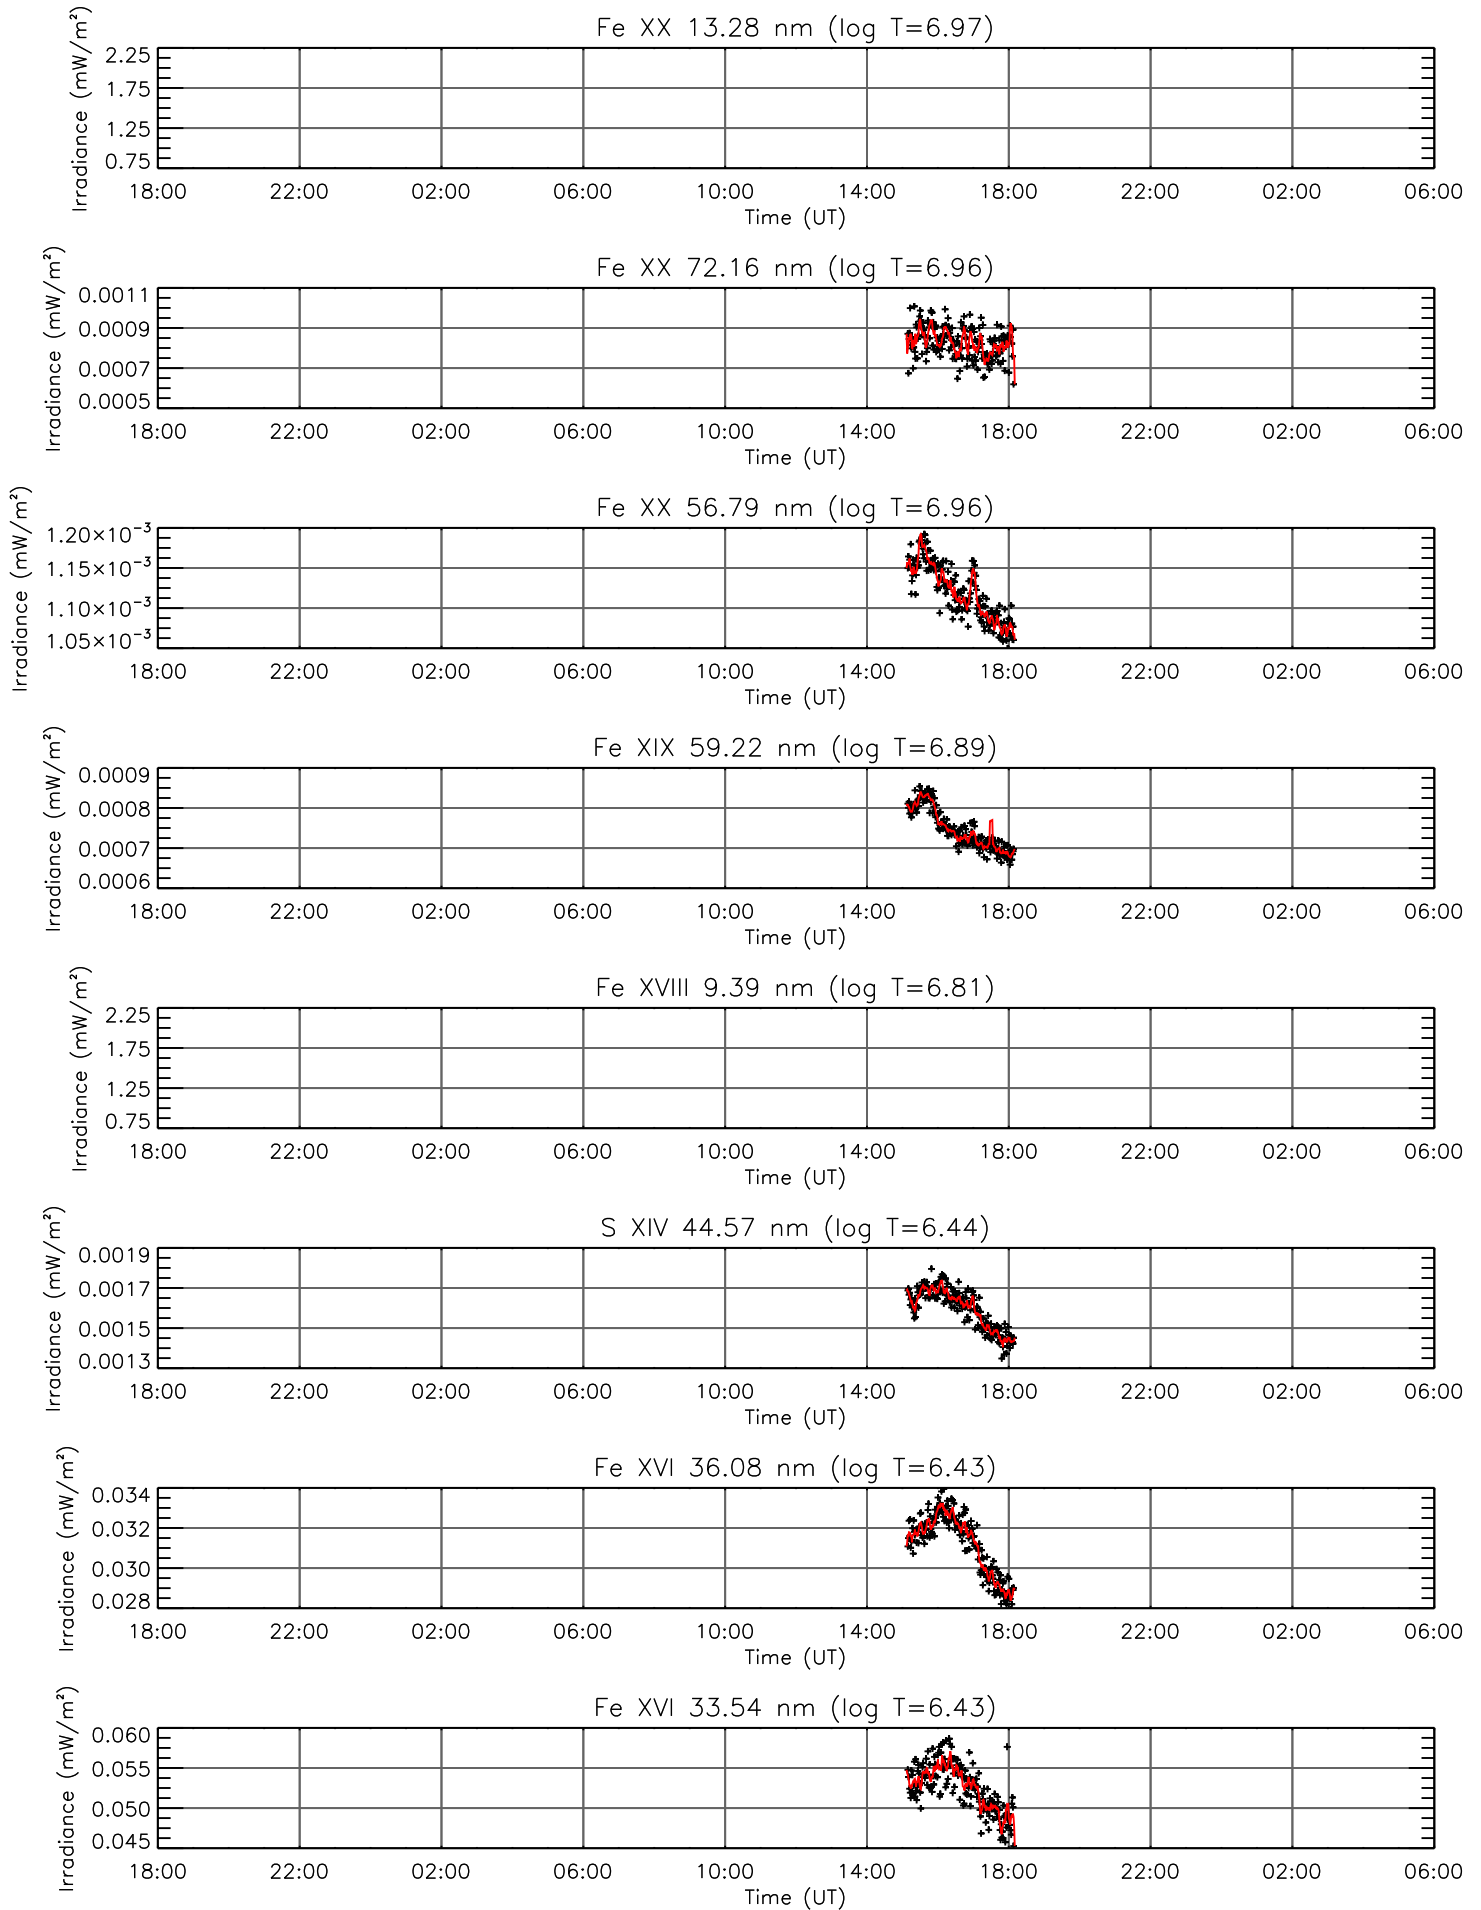 Fe XX 13.28 nm (log T=6.97)
Irradiance (mW/m²)
2.25
1.75
1.25
0.75
18:00 22:00 02:00 06:00 10:00 14:00 18:00 22:00 02:00 06:00
Time (UT)
Fe XX 72.16 nm (log T=6.96)
Irradiance (mW/m²)
0.0011
0.0009
0.0007
0.0005
18:00 22:00 02:00 06:00 10:00 14:00 18:00 22:00 02:00 06:00
Time (UT)
Fe XX 56.79 nm (log T=6.96)
Irradiance (mW/m²)
1.20×10⁻³
1.15×10⁻³
1.10×10⁻³
1.05×10⁻³
18:00 22:00 02:00 06:00 10:00 14:00 18:00 22:00 02:00 06:00
Time (UT)
Fe XIX 59.22 nm (log T=6.89)
Irradiance (mW/m²)
0.0009
0.0008
0.0007
0.0006
18:00 22:00 02:00 06:00 10:00 14:00 18:00 22:00 02:00 06:00
Time (UT)
Fe XVIII 9.39 nm (log T=6.81)
Irradiance (mW/m²)
2.25
1.75
1.25
0.75
18:00 22:00 02:00 06:00 10:00 14:00 18:00 22:00 02:00 06:00
Time (UT)
S XIV 44.57 nm (log T=6.44)
Irradiance (mW/m²)
0.0019
0.0017
0.0015
0.0013
18:00 22:00 02:00 06:00 10:00 14:00 18:00 22:00 02:00 06:00
Time (UT)
Fe XVI 36.08 nm (log T=6.43)
Irradiance (mW/m²)
0.034
0.032
0.030
0.028
18:00 22:00 02:00 06:00 10:00 14:00 18:00 22:00 02:00 06:00
Time (UT)
Fe XVI 33.54 nm (log T=6.43)
Irradiance (mW/m²)
0.060
0.055
0.050
0.045
18:00 22:00 02:00 06:00 10:00 14:00 18:00 22:00 02:00 06:00
Time (UT)